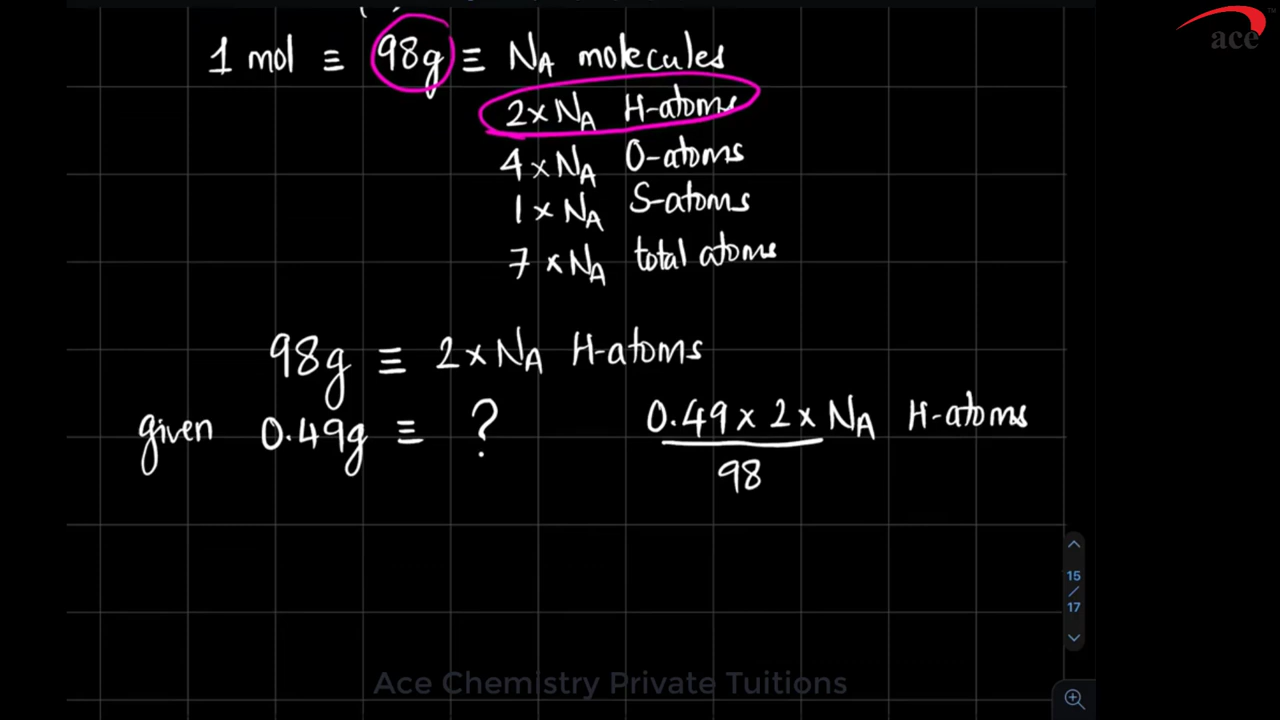 ace
1 mol ≡ 98g ≡ NA molecules
2×NA H-atoms
4×NA O-atoms
1×NA S-atoms
7×NA total atoms
98g ≡ 2×NA H-atoms
given 0.49g ≡ ?
0.49×2×NA H-atoms
98
15
/
17
Ace Chemistry Private Tuitions